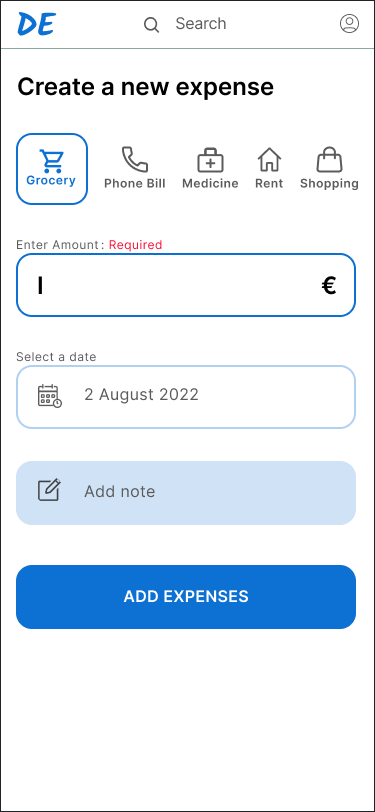 DE
Search
Create a new expense
Grocery
Phone Bill
Medicine
Rent
Shopping
Enter Amount: Required
€
Select a date
2 August 2022
Add note
ADD EXPENSES